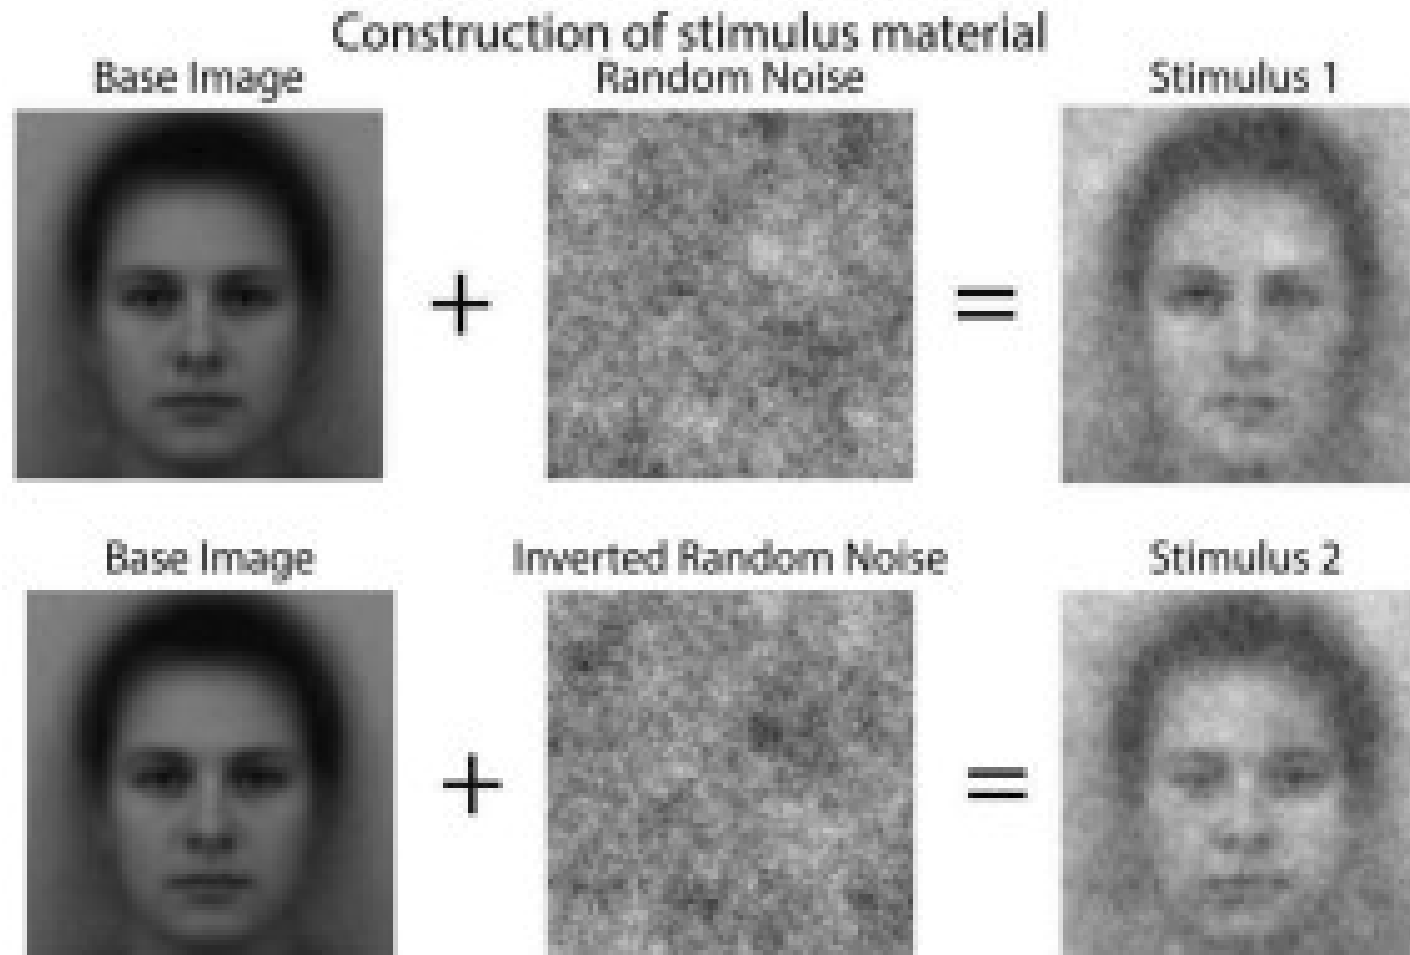 Construction of stimulus material
Base Image Random Noise Stimulus 1
+ =
Base Image Inverted Random Noise Stimulus 2
+ =